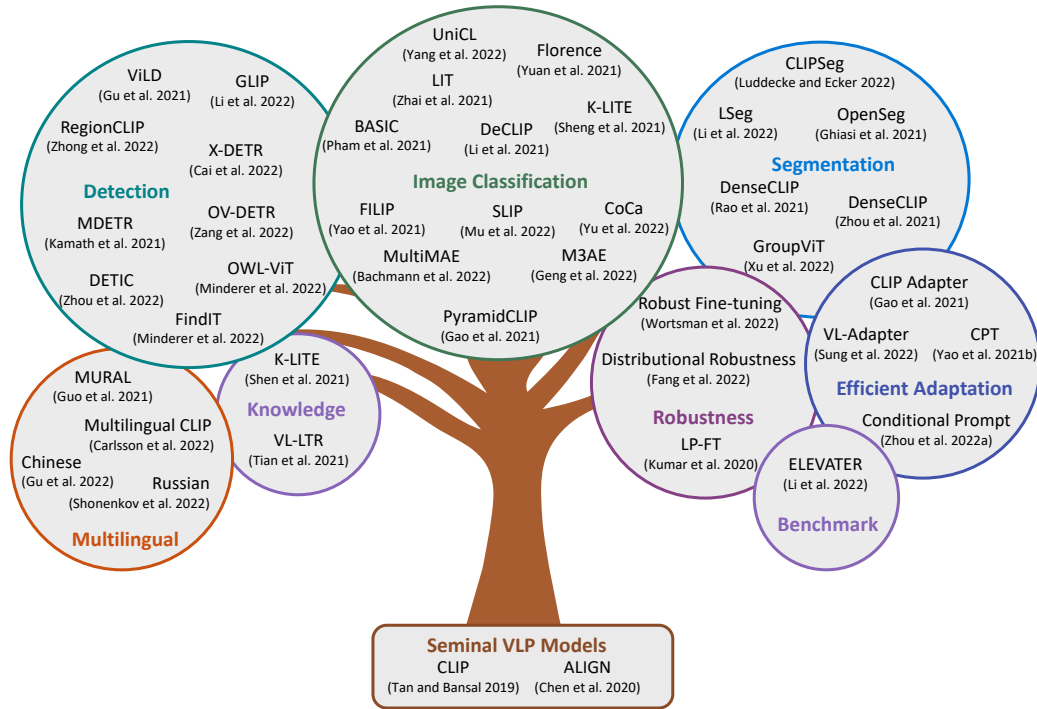 ViLD
(Gu et al. 2021)
GLIP
(Li et al. 2022)
RegionCLIP
(Zhong et al. 2022)
X-DETR
(Cai et al. 2022)
Detection
MDETR
(Kamath et al. 2021)
OV-DETR
(Zang et al. 2022)
DETIC
(Zhou et al. 2022)
OWL-ViT
(Minderer et al. 2022)
FindIT
(Minderer et al. 2022)
UniCL
(Yang et al. 2022)
Florence
(Yuan et al. 2021)
LIT
(Zhai et al. 2021)
K-LITE
(Sheng et al. 2021)
BASIC
(Pham et al. 2021)
DeCLIP
(Li et al. 2021)
Image Classification
FILIP
(Yao et al. 2021)
SLIP
(Mu et al. 2022)
CoCa
(Yu et al. 2022)
MultiMAE
(Bachmann et al. 2022)
M3AE
(Geng et al. 2022)
PyramidCLIP
(Gao et al. 2021)
CLIPSeg
(Luddecke and Ecker 2022)
LSeg
(Li et al. 2022)
OpenSeg
(Ghiasi et al. 2021)
Segmentation
DenseCLIP
(Rao et al. 2021)
DenseCLIP
(Zhou et al. 2021)
GroupViT
(Xu et al. 2022)
MURAL
(Guo et al. 2021)
Multilingual CLIP
(Carlsson et al. 2022)
Chinese
(Gu et al. 2022)
Russian
(Shonenkov et al. 2022)
Multilingual
K-LITE
(Shen et al. 2021)
Knowledge
VL-LTR
(Tian et al. 2021)
Robust Fine-tuning
(Wortsman et al. 2022)
Distributional Robustness
(Fang et al. 2022)
Robustness
LP-FT
(Kumar et al. 2020)
CLIP Adapter
(Gao et al. 2021)
VL-Adapter
(Sung et al. 2022)
CPT
(Yao et al. 2021b)
Efficient Adaptation
Conditional Prompt
(Zhou et al. 2022a)
ELEVATER
(Li et al. 2022)
Benchmark
Seminal VLP Models
CLIP
(Tan and Bansal 2019)
ALIGN
(Chen et al. 2020)